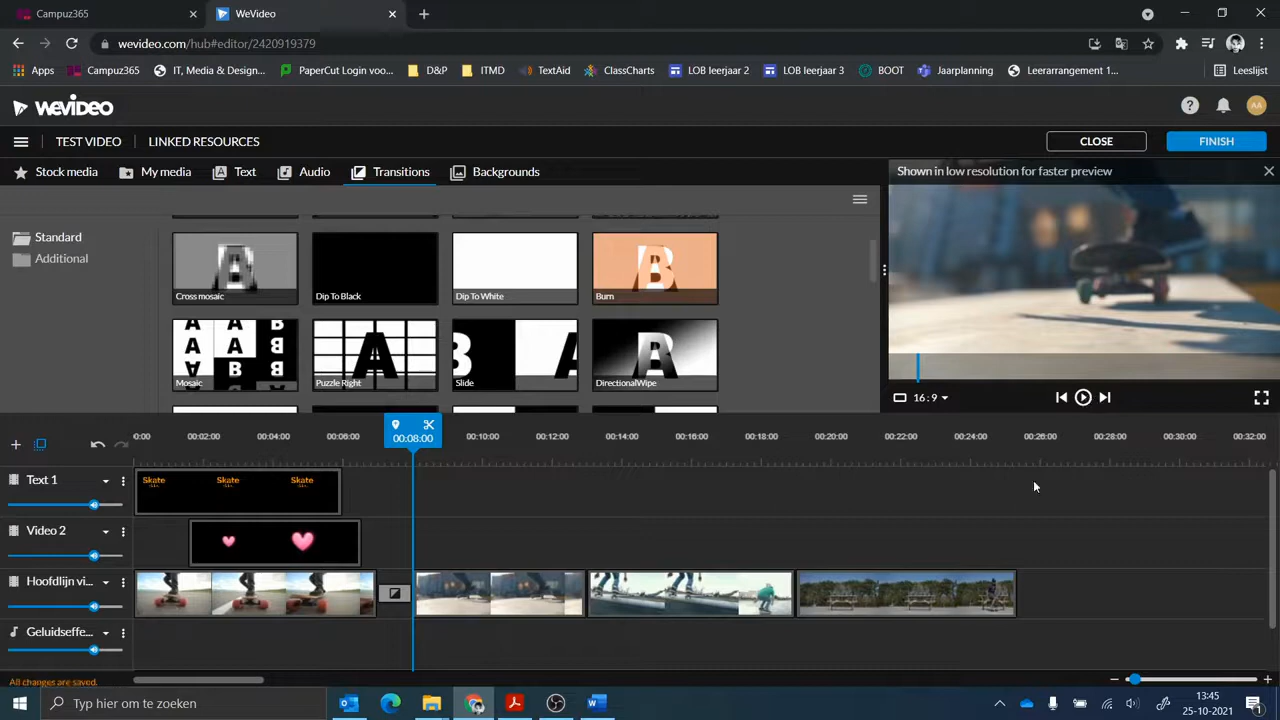 Campuz365
WeVideo
wevideo.com/hub#editor/2420919379
Apps
Campuz365
IT, Media & Design...
PaperCut Login voo...
D&P
ITMD
TextAid
ClassCharts
LOB leerjaar 2
LOB leerjaar 3
BOOT
Jaarplanning
Leerarrangement 1...
Leeslijst
wevideo
AA
TEST VIDEO
LINKED RESOURCES
CLOSE
FINISH
Stock media
My media
Text
Audio
Transitions
Backgrounds
Shown in low resolution for faster preview
Standard
Additional
Cross mosaic
Dip To Black
Dip To White
Burn
Mosaic
Puzzle Right
Slide
DirectionalWipe
16:9
0:00
00:02:00
00:04:00
00:06:00
00:08:00
00:10:00
00:12:00
00:14:00
00:16:00
00:18:00
00:20:00
00:22:00
00:24:00
00:26:00
00:28:00
00:30:00
00:32:00
Text 1
Skate
Skate
Skate
Video 2
Hoofdlijn vi...
Geluidseffe...
All changes are saved.
Typ hier om te zoeken
13:45
25-10-2021
1